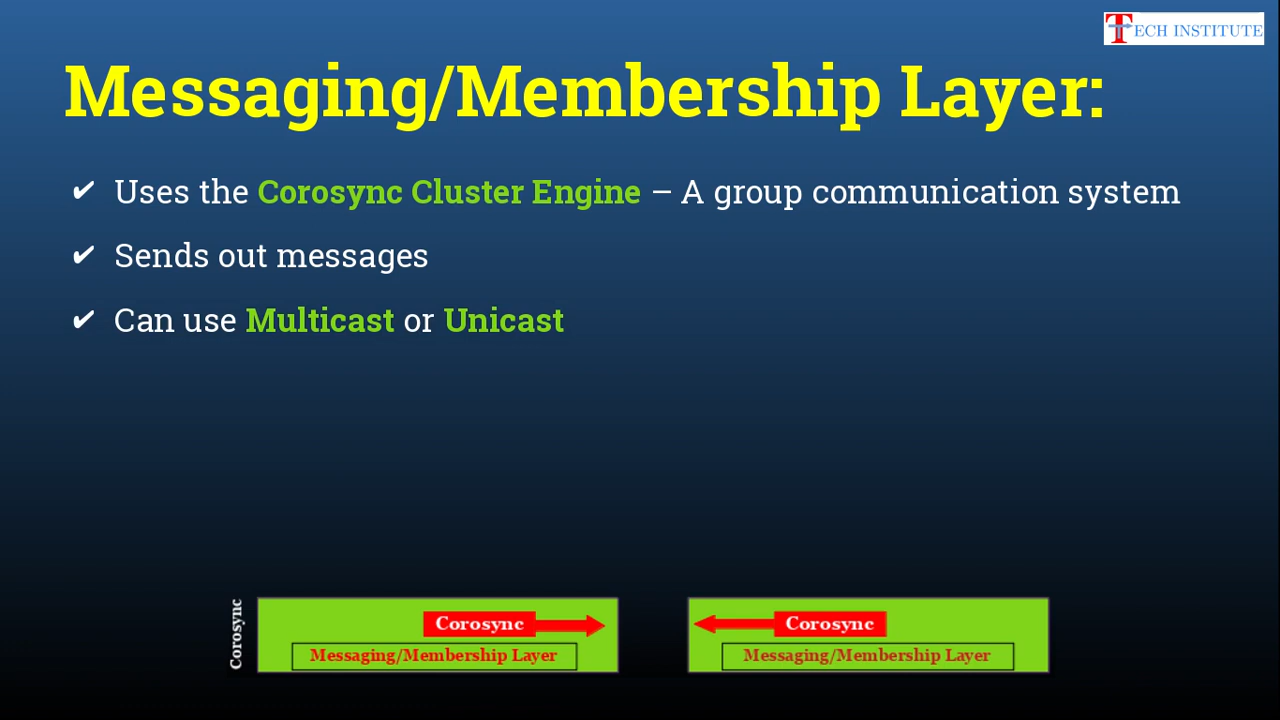 TECH INSTITUTE
Messaging/Membership Layer:
✔ Uses the Corosync Cluster Engine – A group communication system
✔ Sends out messages
✔ Can use Multicast or Unicast
Corosync
Corosync
Messaging/Membership Layer
Corosync
Messaging/Membership Layer